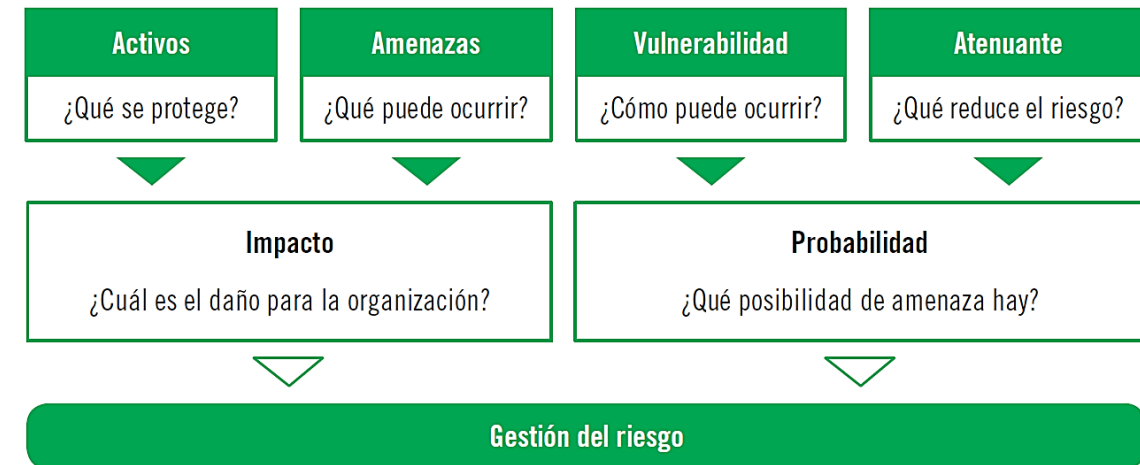 Activos
¿Qué se protege?
Amenazas
¿Qué puede ocurrir?
Vulnerabilidad
¿Cómo puede ocurrir?
Atenuante
¿Qué reduce el riesgo?
Impacto
¿Cuál es el daño para la organización?
Probabilidad
¿Qué posibilidad de amenaza hay?
Gestión del riesgo